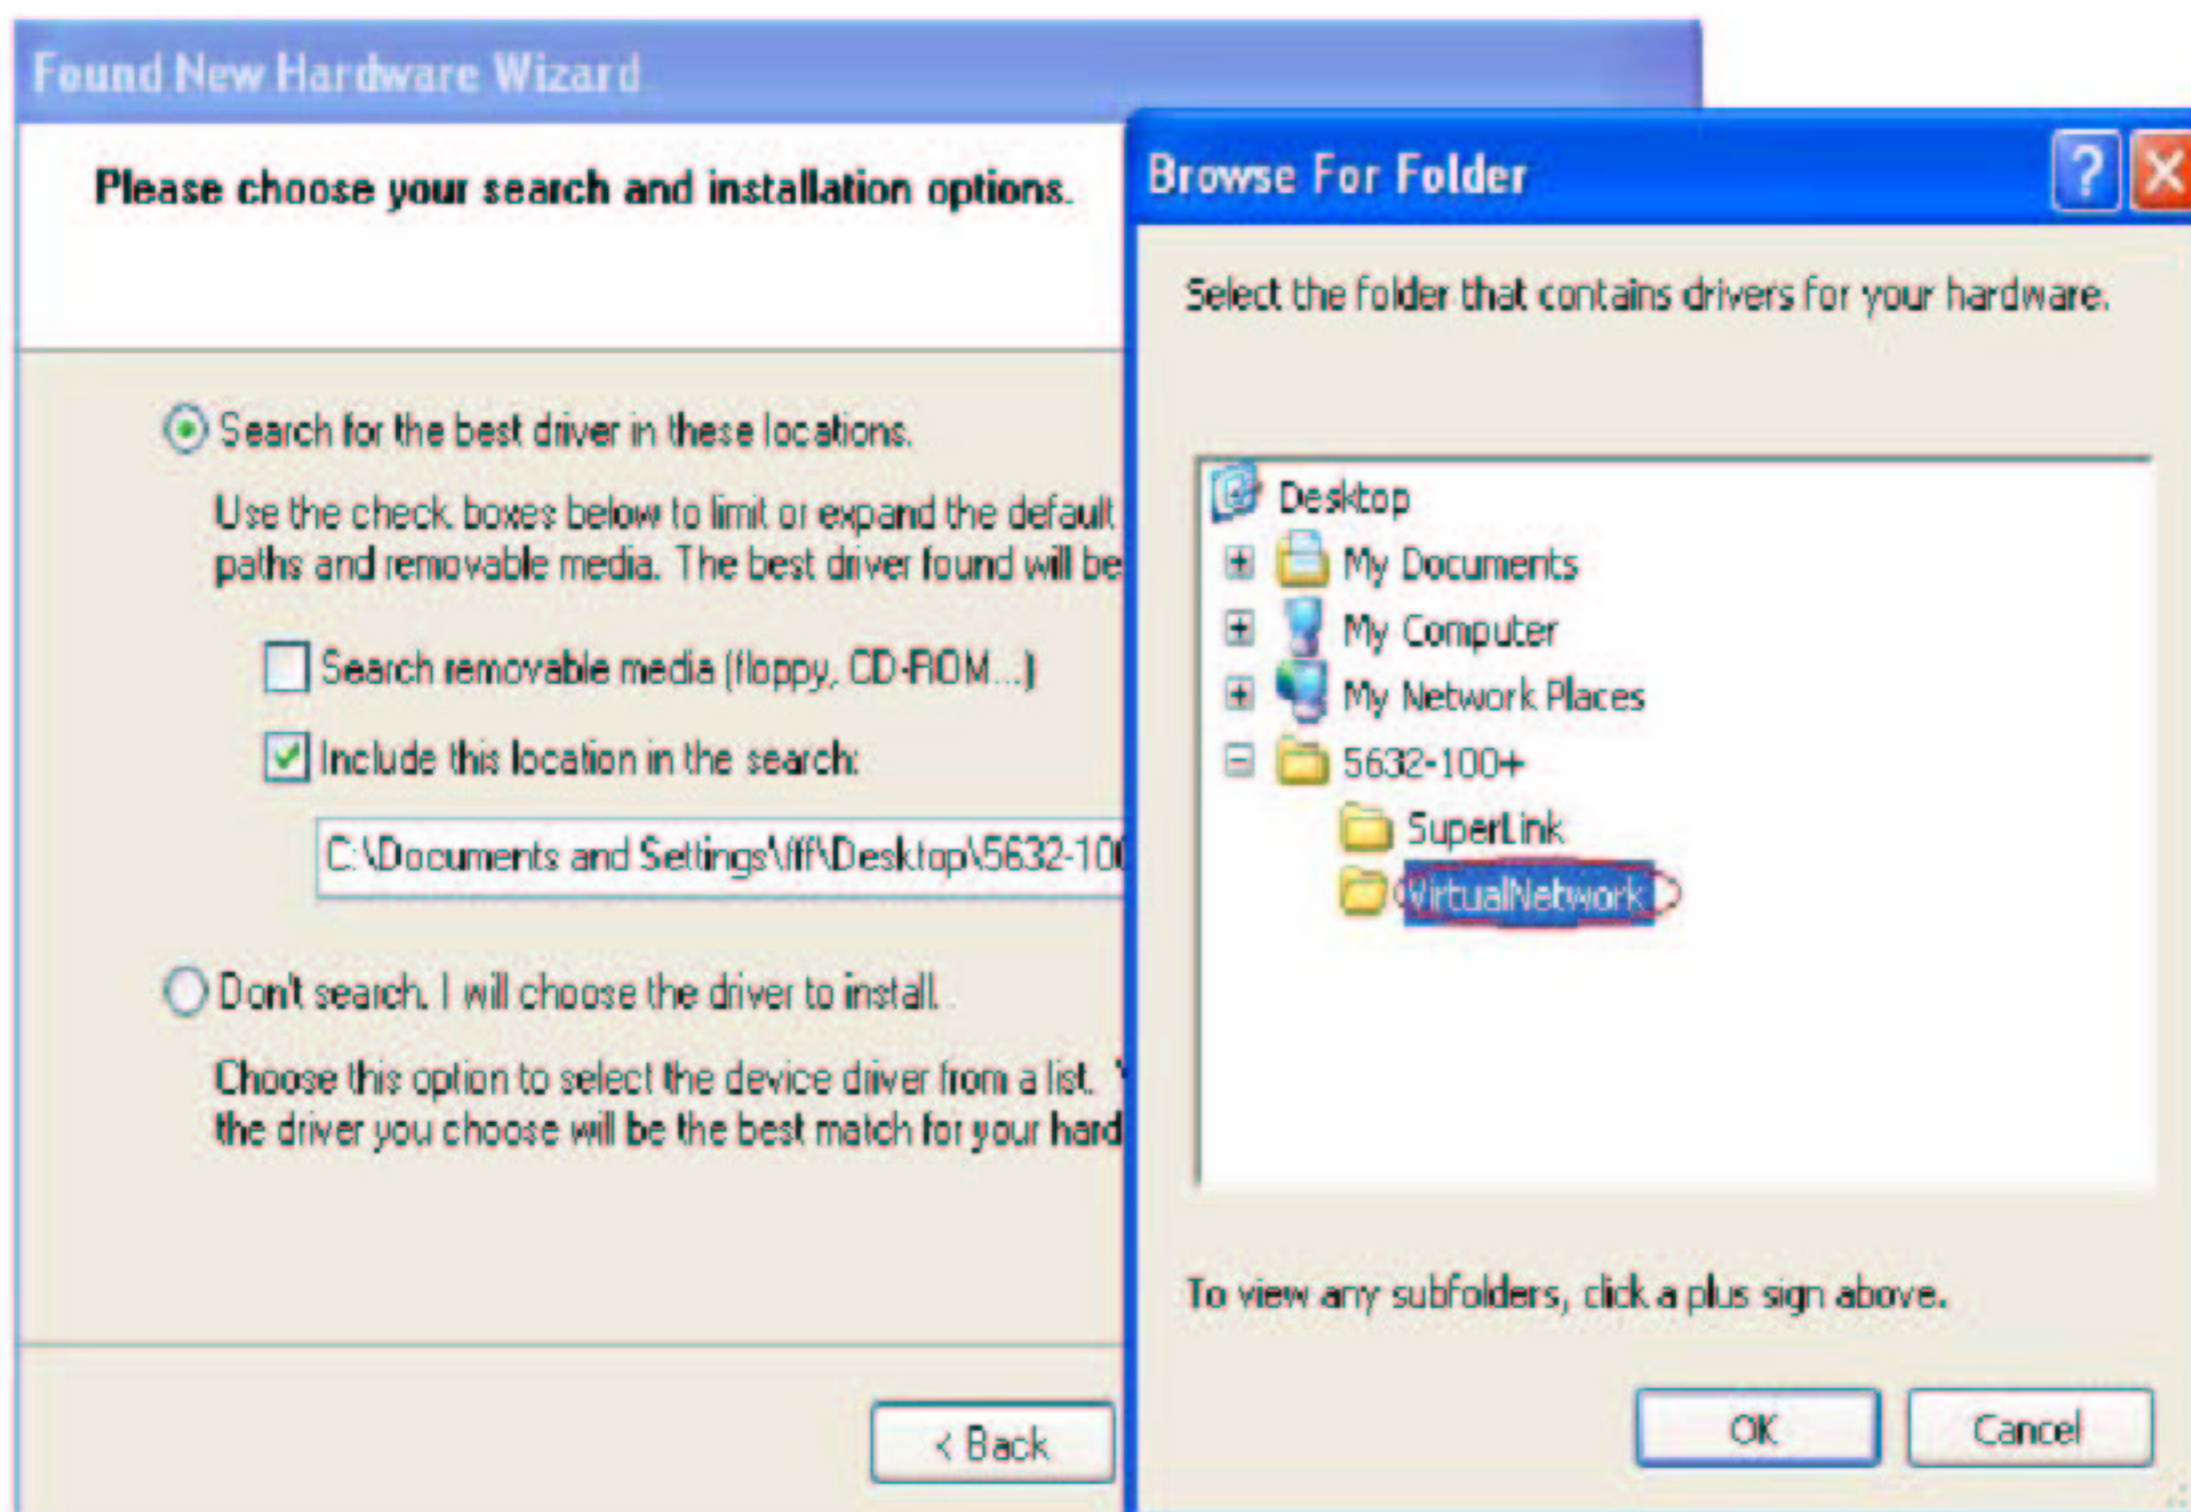 Found New Hardware Wizard
Please choose your search and installation options.
Search for the best driver in these locations.
Use the check boxes below to limit or expand the default
paths and removable media. The best driver found will be
Search removable media (floppy, CD-ROM...)
Include this location in the search:
C:\Documents and Settings\fff\Desktop\5632-100
Don't search. I will choose the driver to install.
Choose this option to select the device driver from a list.
the driver you choose will be the best match for your hard
< Back
Browse For Folder
Select the folder that contains drivers for your hardware.
Desktop
My Documents
My Computer
My Network Places
5632-100+
SuperLink
VirtualNetwork
To view any subfolders, click a plus sign above.
OK
Cancel